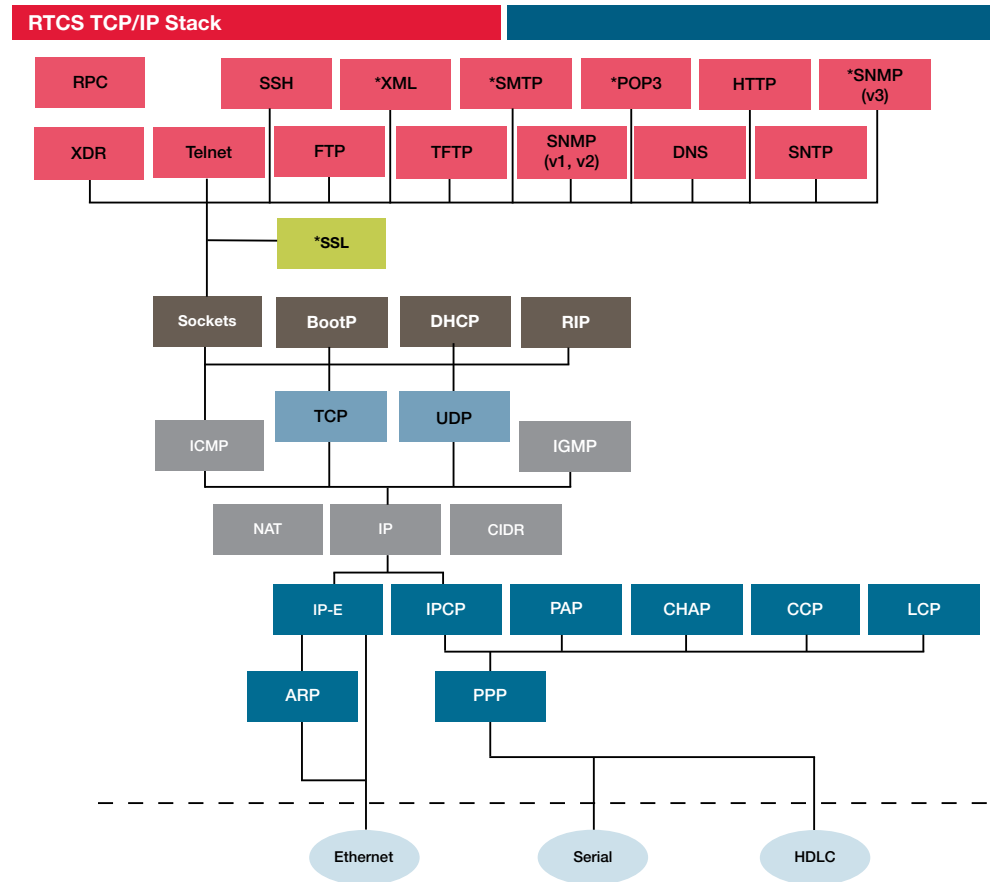 RTCS TCP/IP Stack
RPC
SSH
*XML
*SMTP
*POP3
HTTP
*SNMP
(v3)
XDR
Telnet
FTP
TFTP
SNMP
(v1, v2)
DNS
SNTP
*SSL
Sockets
BootP
DHCP
RIP
TCP
UDP
ICMP
IGMP
NAT
IP
CIDR
IP-E
IPCP
PAP
CHAP
CCP
LCP
ARP
PPP
Ethernet
Serial
HDLC